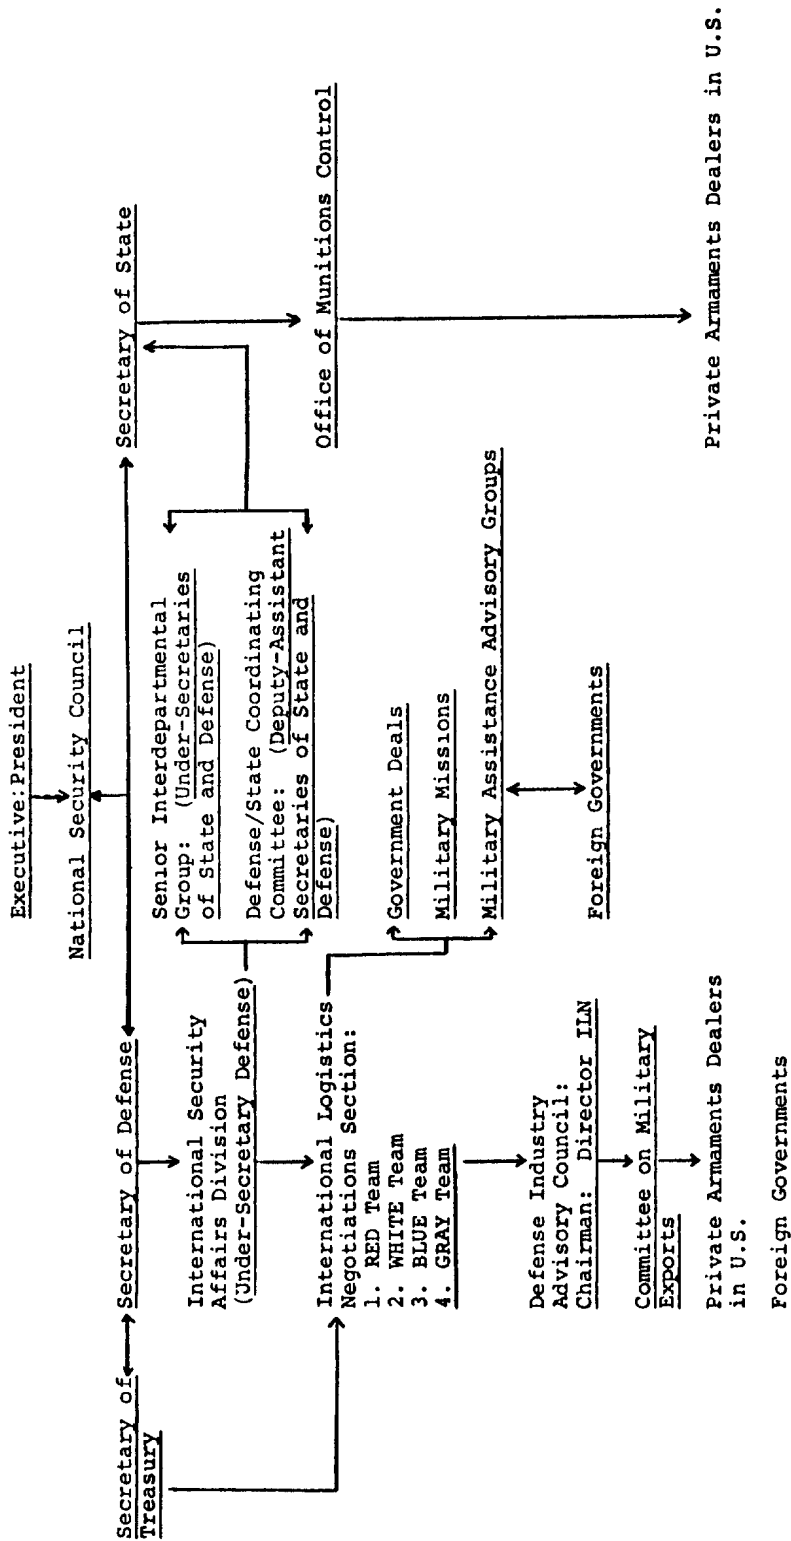 Executive:President
National Security Council
Secretary of
Treasury
Secretary of Defense
Secretary of State
International Security
Affairs Division
(Under-Secretary Defense)
Senior Interdepartmental
Group: (Under-Secretaries
of State and Defense)
Defense/State Coordinating
Committee: (Deputy-Assistant
Secretaries of State and
Defense)
Office of Munitions Control
International Logistics
Negotiations Section:
1. RED Team
2. WHITE Team
3. BLUE Team
4. GRAY Team
Government Deals
Military Missions
Military Assistance Advisory Groups
Defense Industry
Advisory Council:
Chairman: Director ILN
Foreign Governments
Committee on Military
Exports
Private Armaments Dealers
in U.S.
Private Armaments Dealers in U.S.
Foreign Governments